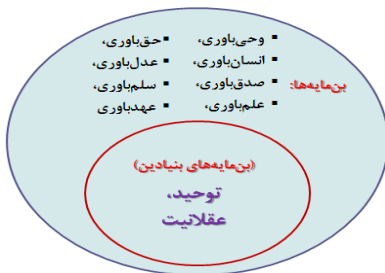 ▪ وحی‌باوری، ▪ حق‌باوری،
▪ انسان‌باوری، ▪ عدل‌باوری،
بن‌مایه‌ها: ▪ صدق‌باوری، ▪ سلم‌باوری،
▪ علم‌باوری، ▪ عهدباوری
(بن‌مایه‌های بنیادین)
توحید،
عقلانیت